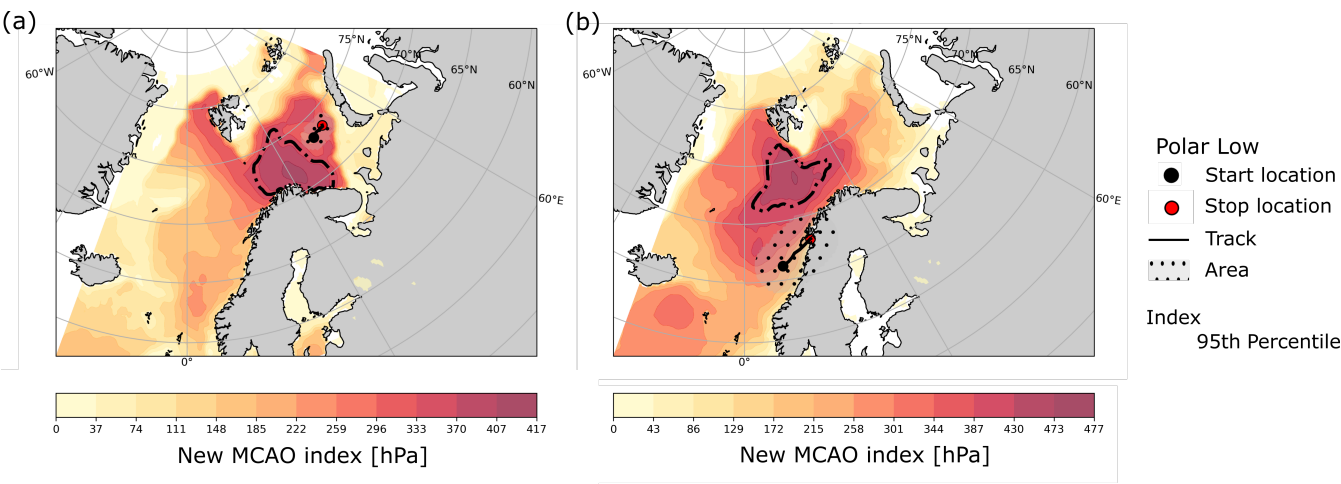 (a)
75°N
70°N
65°N
60°N
60°W
60°E
0°
0 37 74 111 148 185 222 259 296 333 370 407 417
New MCAO index [hPa]
(b)
75°N
70°N
65°N
60°N
60°W
60°E
0°
0 43 86 129 172 215 258 301 344 387 430 473 477
New MCAO index [hPa]
Polar Low
Start location
Stop location
Track
Area
Index
95th Percentile